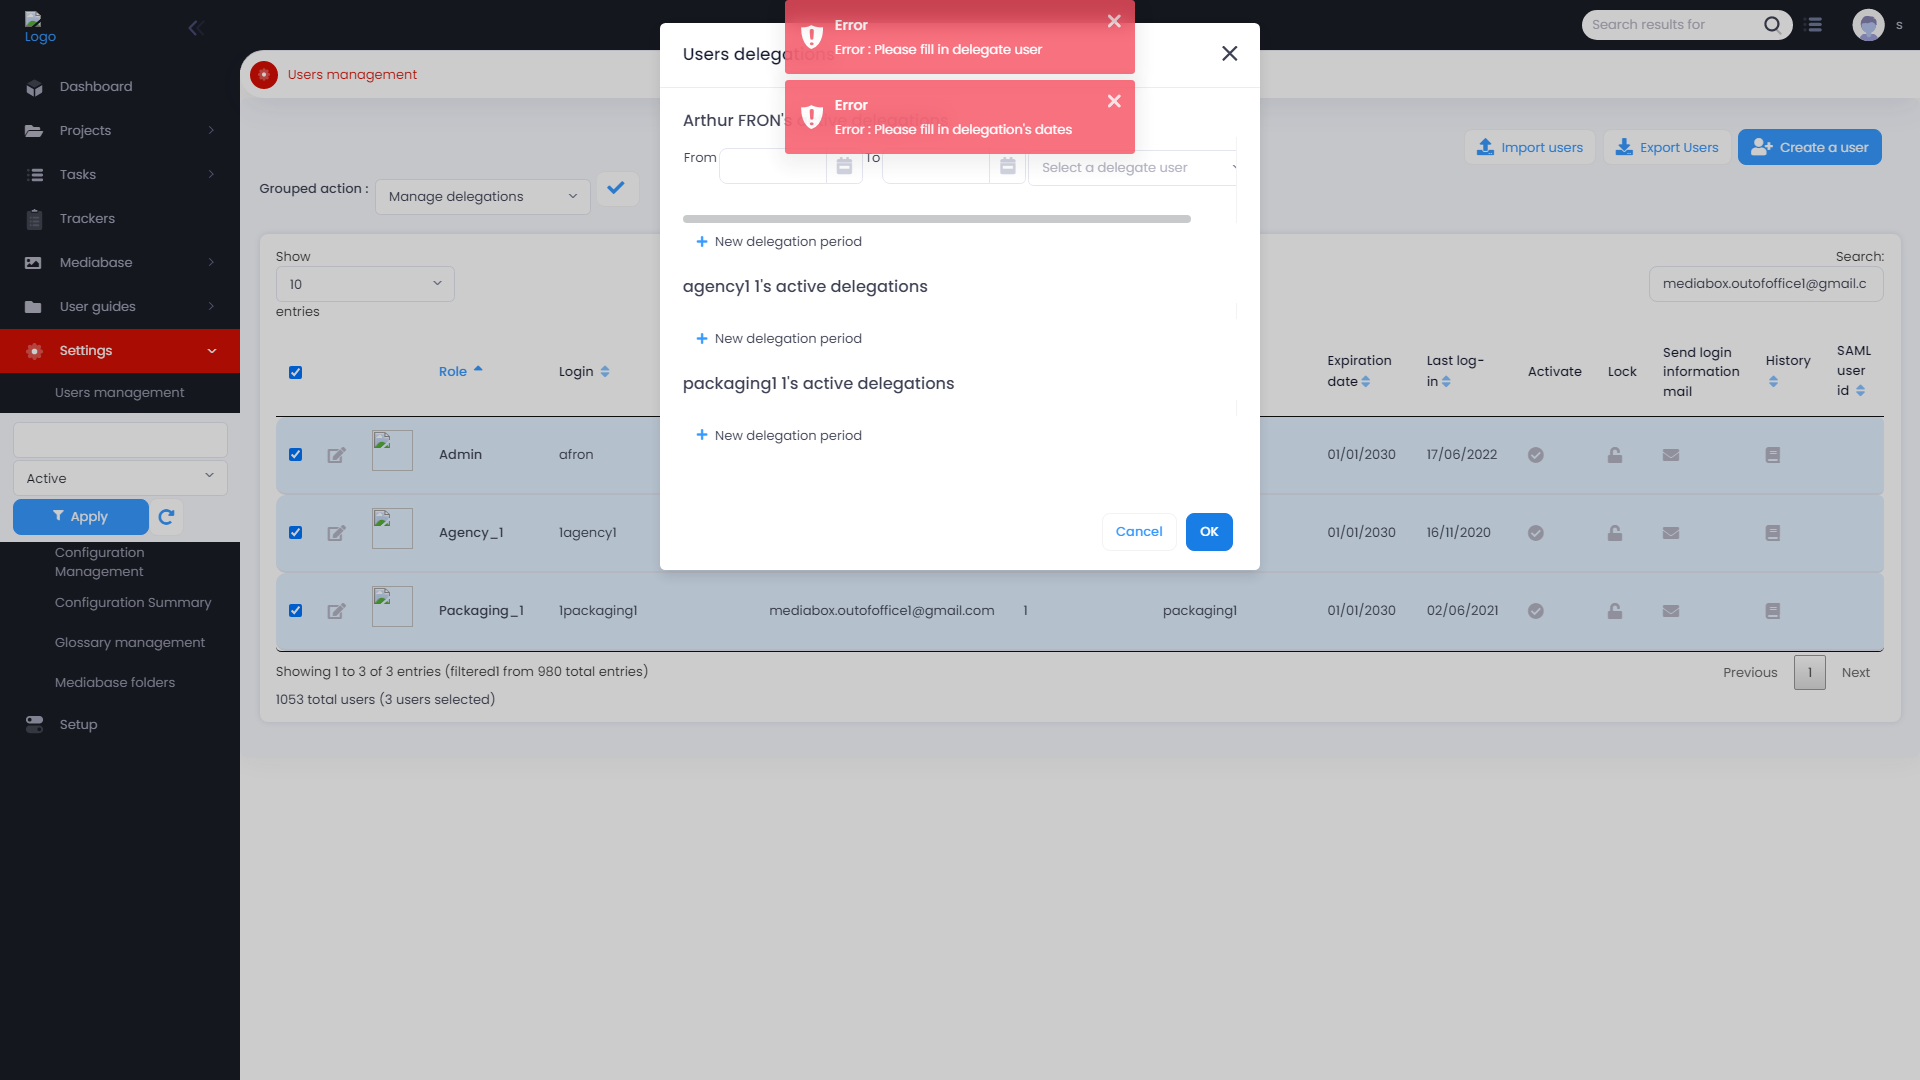 Logo
Search results for
s
Dashboard
Projects
Tasks
Trackers
Mediabase
User guides
Settings
Users management
Active
Apply
Configuration
Management
Configuration Summary
Glossary management
Mediabase folders
Setup
Users management
Import users
Export Users
Create a user
Grouped action :
Manage delegations
Show
10
entries
Search:
mediabox.outofoffice1@gmail.c
Role
Login
Expiration
date
Last log-
in
Activate
Lock
Send login
information
mail
History
SAML
user
id
Admin
afron
01/01/2030
17/06/2022
Agency_1
1agency1
01/01/2030
16/11/2020
Packaging_1
1packaging1
mediabox.outofoffice1@gmail.com
1
packaging1
01/01/2030
02/06/2021
Showing 1 to 3 of 3 entries (filtered1 from 980 total entries)
Previous
1
Next
1053 total users (3 users selected)
Users delegations
Error
Error : Please fill in delegate user
Error
Error : Please fill in delegation's dates
Arthur FRON's active delegations
From
To
Select a delegate user
New delegation period
agency1 1's active delegations
New delegation period
packaging1 1's active delegations
New delegation period
Cancel
OK